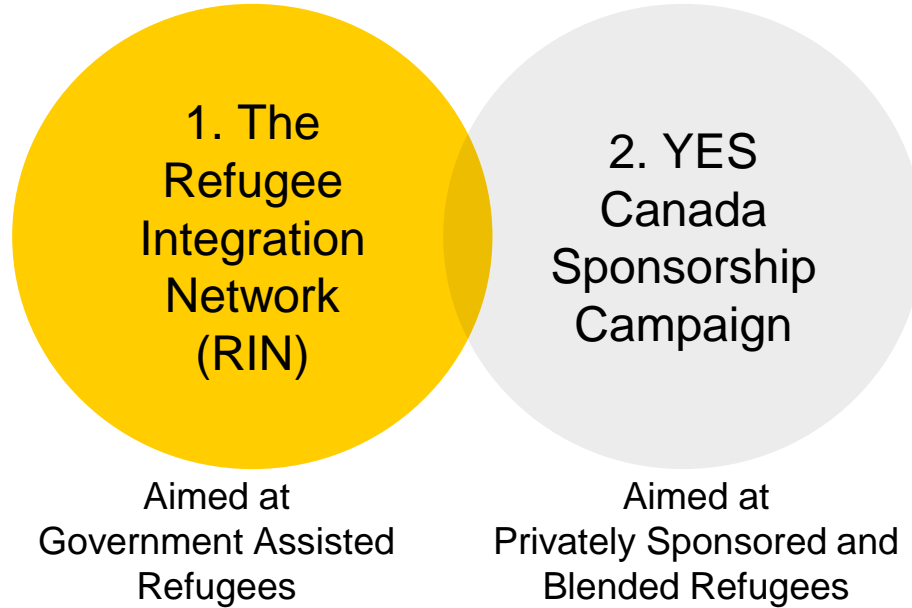 1. The
Refugee
Integration
Network
(RIN)
2. YES
Canada
Sponsorship
Campaign
Aimed at
Government Assisted
Refugees
Aimed at
Privately Sponsored and
Blended Refugees